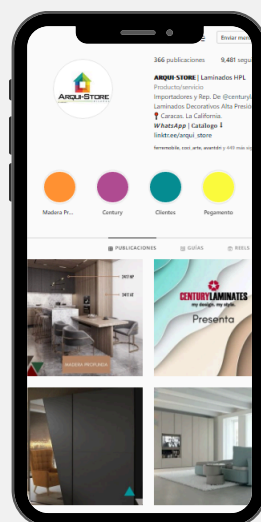 Enviar men
366 publicaciones 9,481 segu
ARQUI-STORE | Laminados HPL
Producto/servicio
Importadores y Rep. De @centuryl
Laminados Decorativos Alta Presió
Caracas, La California.
WhatsApp | Catalogo
linktr.ee/arqui_store
ARQUI-STORE
Madera Pr... Century Clientes Pegamento
PUBLICACIONES GUÍAS REELS
MADERA PROFUNDA
CENTURYLAMINATES
my design. my style.
Presenta